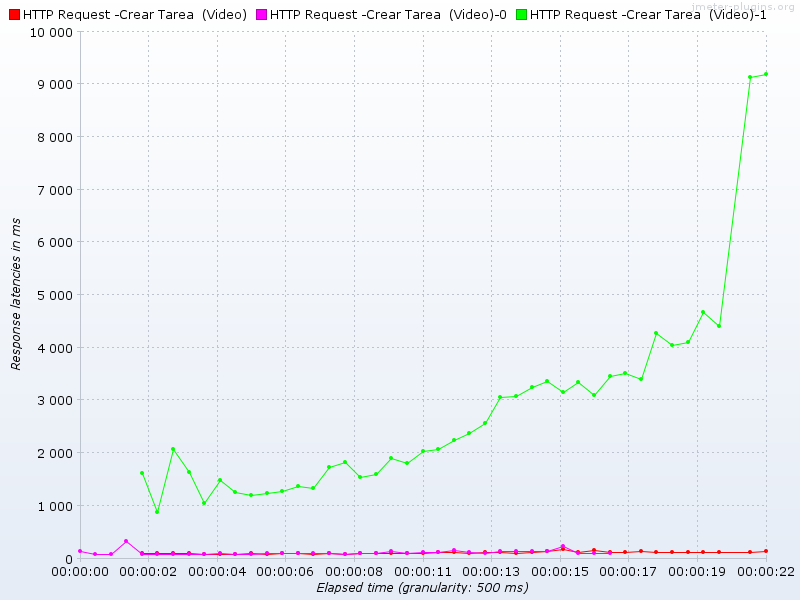 jmeter-plugins.org
HTTP Request -Crear Tarea (Video) HTTP Request -Crear Tarea (Video)-0 HTTP Request -Crear Tarea (Video)-1
10 000
9 000
8 000
7 000
6 000
5 000
4 000
3 000
2 000
1 000
0
Response latencies in ms
00:00:00 00:00:02 00:00:04 00:00:06 00:00:08 00:00:11 00:00:13 00:00:15 00:00:17 00:00:19 00:00:22
Elapsed time (granularity: 500 ms)